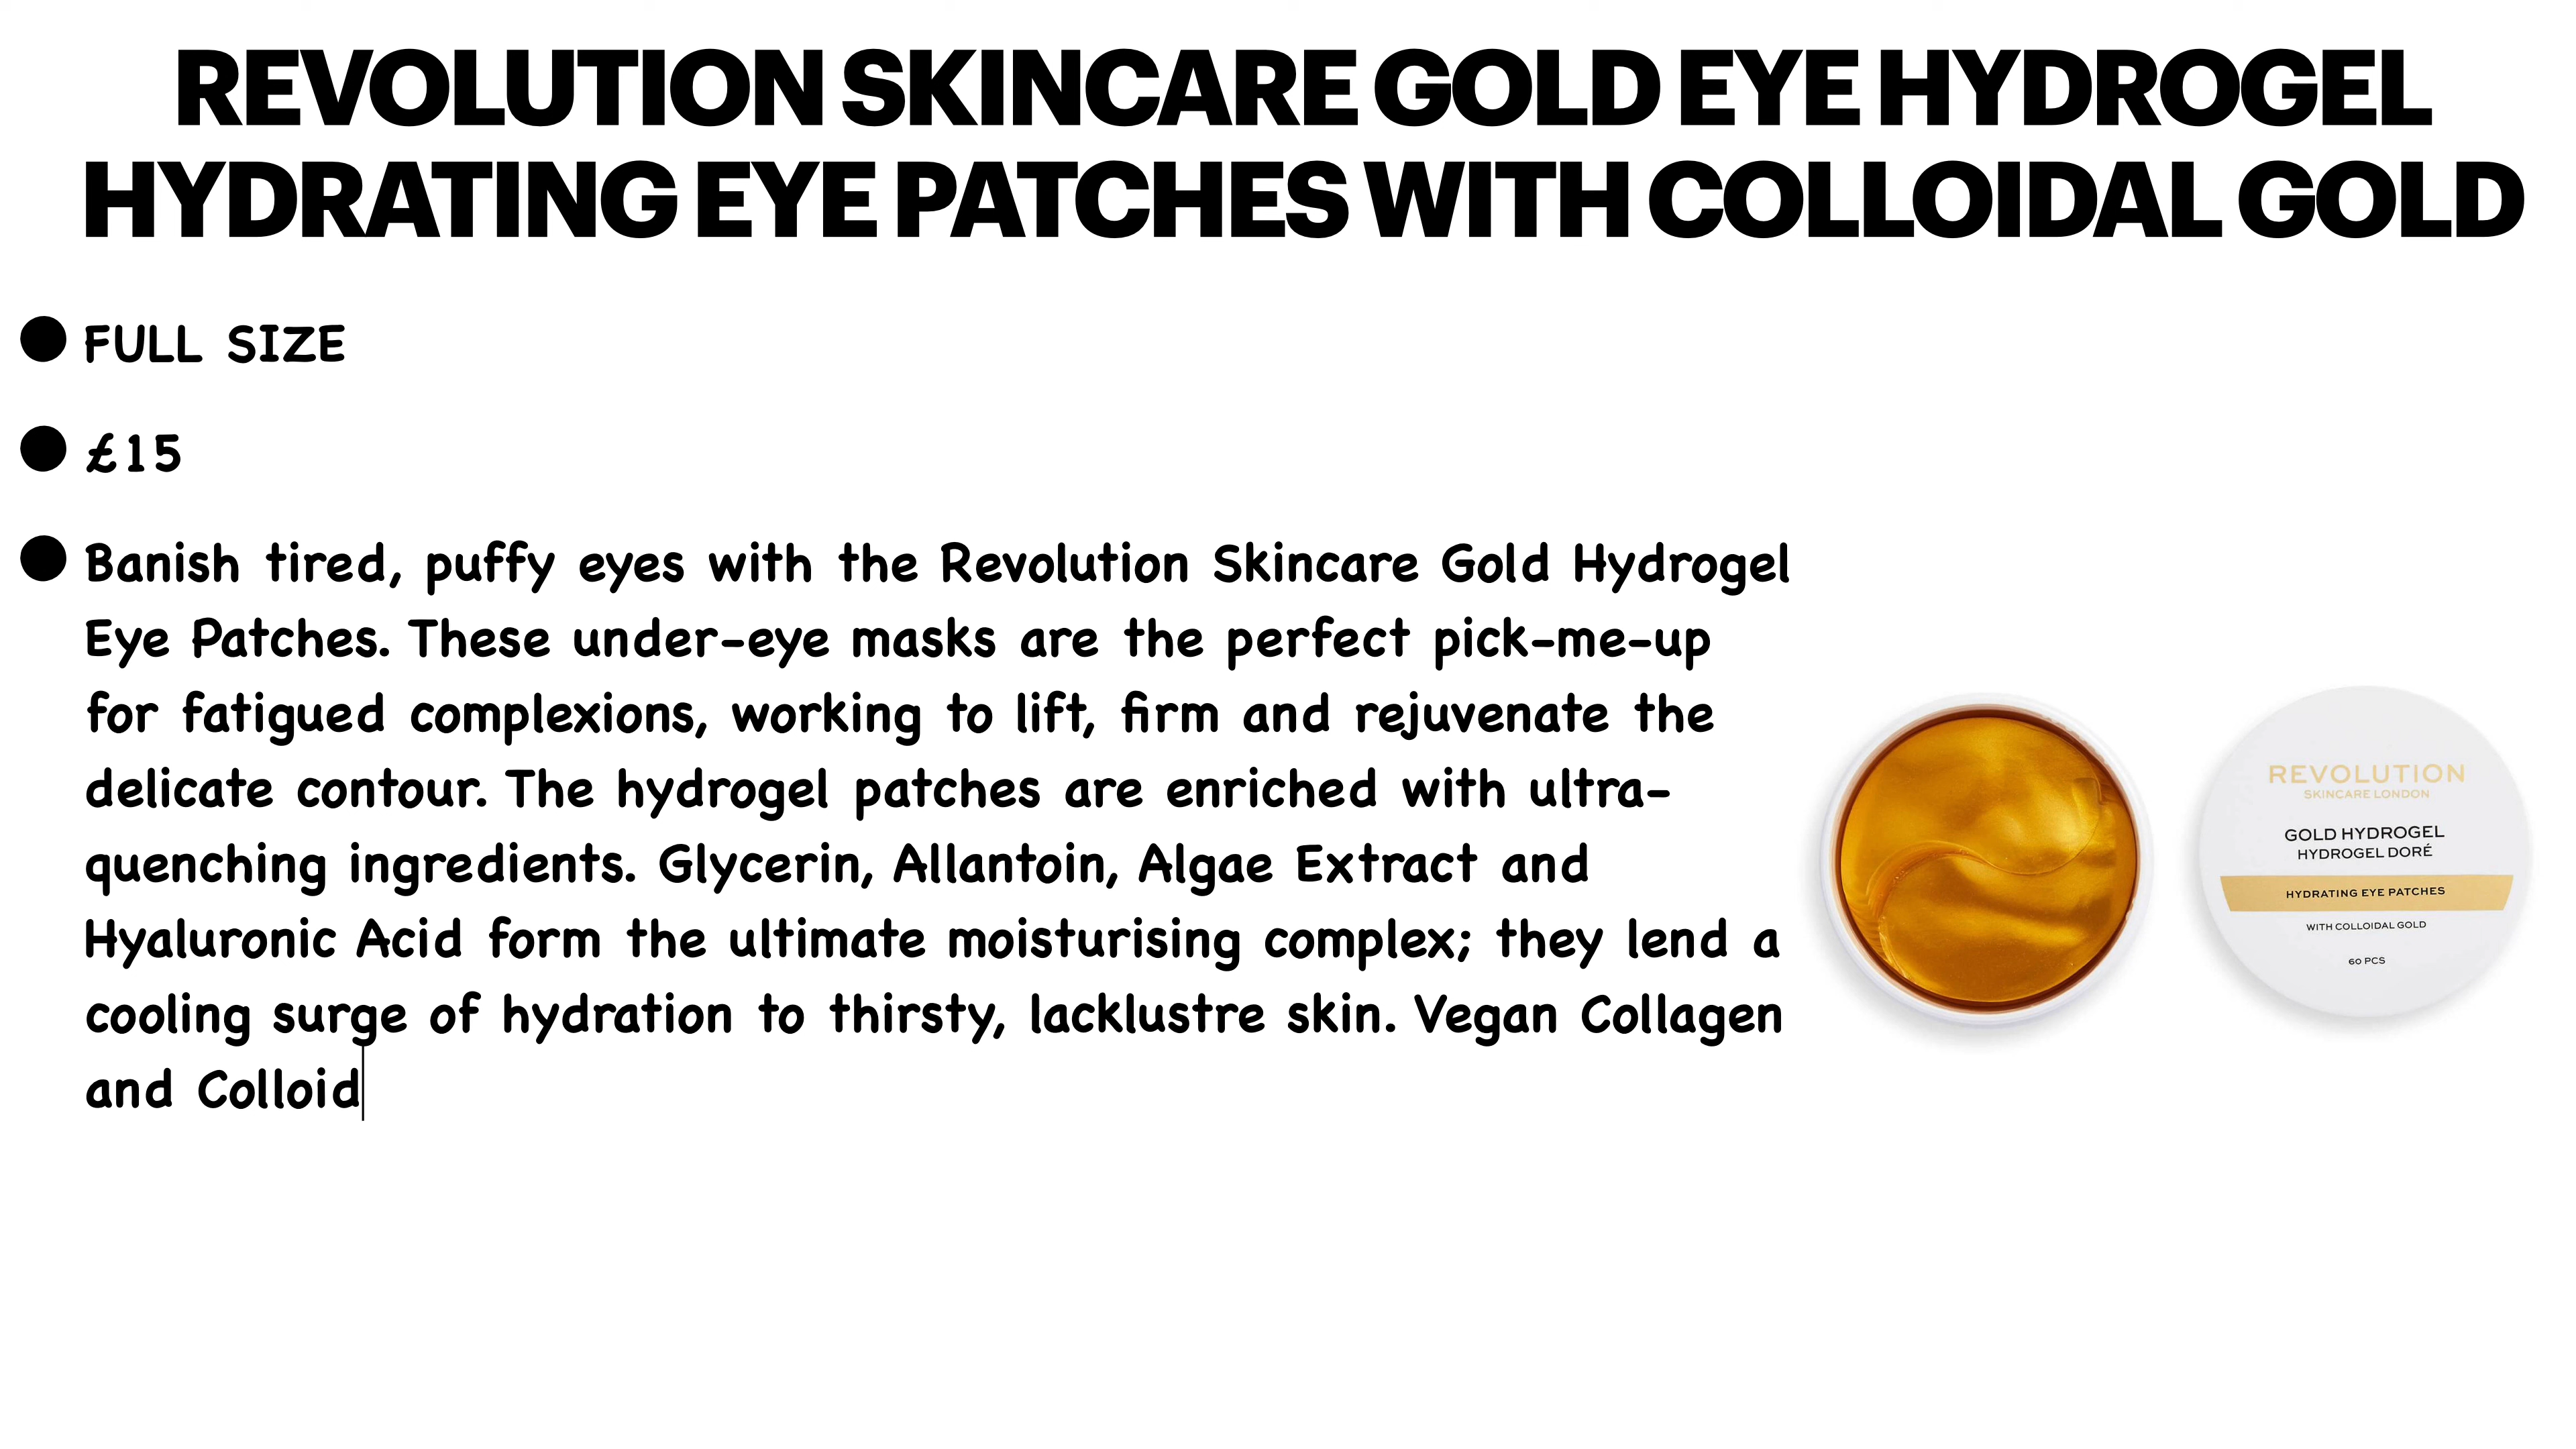 REVOLUTION SKINCARE GOLD EYE HYDROGEL
HYDRATING EYE PATCHES WITH COLLOIDAL GOLD
FULL SIZE
£15
Banish tired, puffy eyes with the Revolution Skincare Gold Hydrogel
Eye Patches. These under-eye masks are the perfect pick-me-up
for fatigued complexions, working to lift, firm and rejuvenate the
delicate contour. The hydrogel patches are enriched with ultra-
quenching ingredients. Glycerin, Allantoin, Algae Extract and
Hyaluronic Acid form the ultimate moisturising complex; they lend a
cooling surge of hydration to thirsty, lacklustre skin. Vegan Collagen
and Colloid
REVOLUTION
SKINCARE LONDON
GOLD HYDROGEL
HYDROGEL DORÉ
HYDRATING EYE PATCHES
WITH COLLOIDAL GOLD
60 PCS